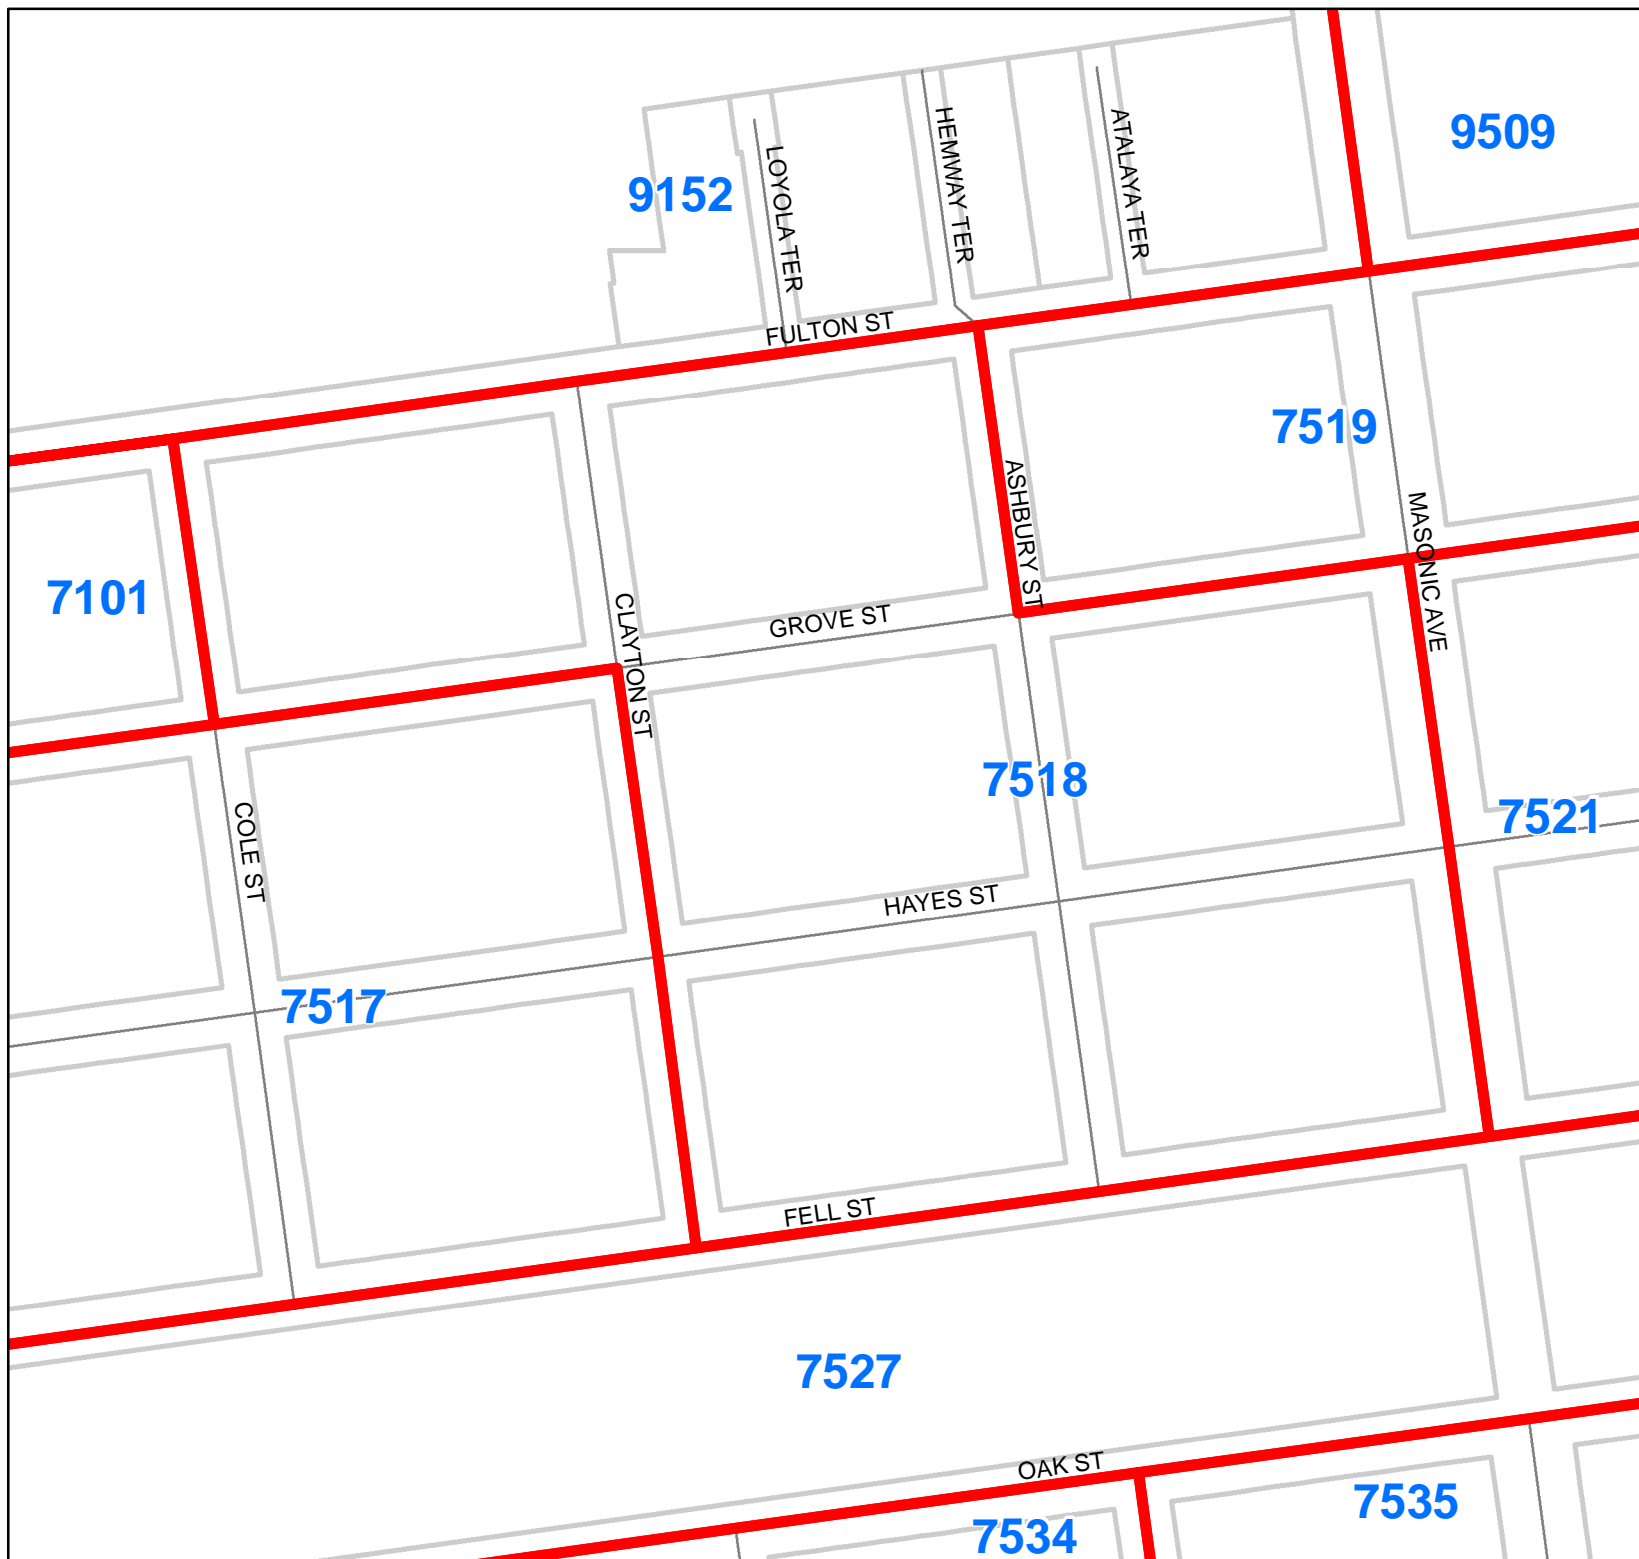 9509
9152
LOYOLA TER
HEMWAY TER
ATALAYA TER
FULTON ST
7519
ASHBURY ST
MASONIC AVE
7101
CLAYTON ST
GROVE ST
7518
7521
COLE ST
HAYES ST
7517
FELL ST
7527
OAK ST
7534
7535